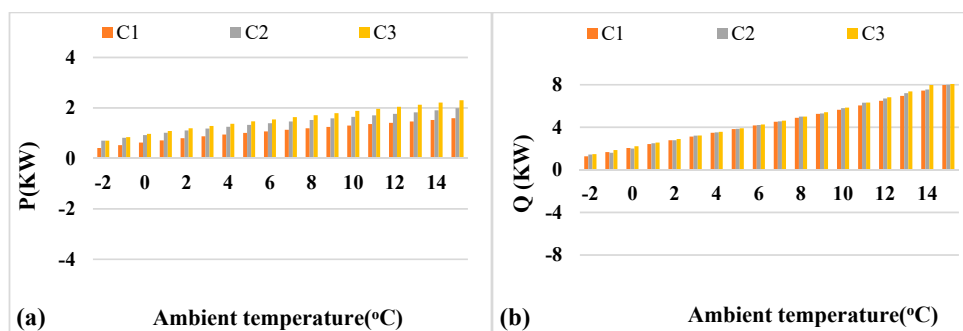 C1 C2 C3
4
2
0
-2 0 2 4 6 8 10 12 14
-2
-4
P(KW)
(a) Ambient temperature(ºC)
C1 C2 C3
8
4
0
-2 0 2 4 6 8 10 12 14
-4
-8
Q (KW)
(b) Ambient temperature(ºC)